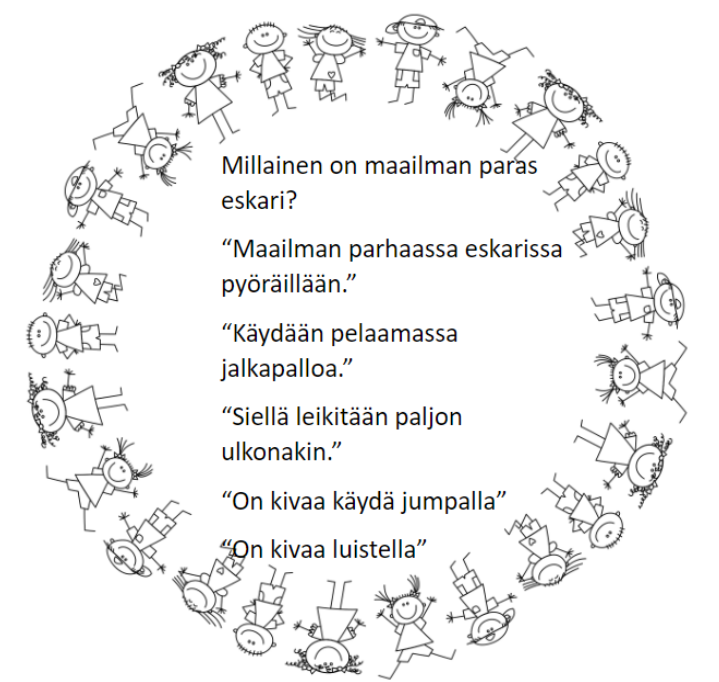 Millainen on maailman paras
eskari?
“Maailman parhaassa eskarissa
pyöräillään.”
“Käydään pelaamassa
jalkapalloa.”
“Siellä leikitään paljon
ulkonakin.”
“On kivaa käydä jumpalla”
“On kivaa luistella”